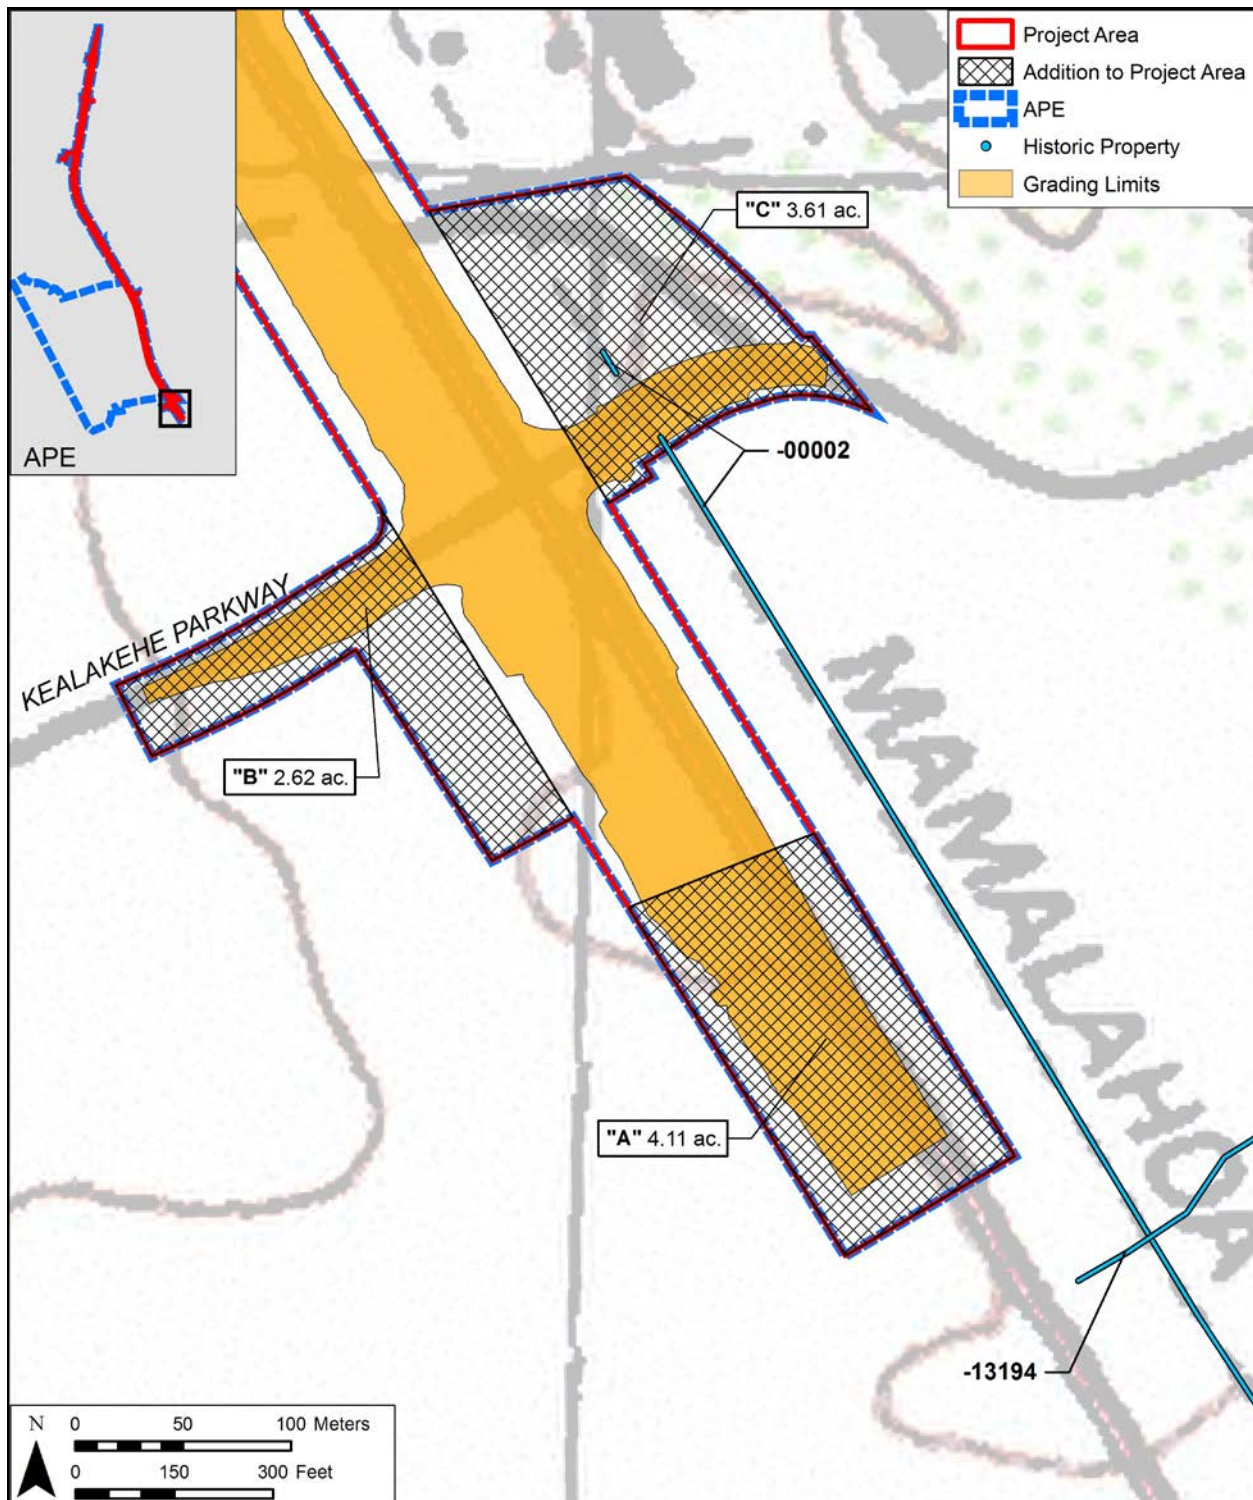 Project Area
Addition to Project Area
APE
Historic Property
Grading Limits
APE
"C" 3.61 ac.
-00002
KEALAKEHE PARKWAY
"B" 2.62 ac.
MAMALAHOA
"A" 4.11 ac.
-13194
N
0 50 100 Meters
0 150 300 Feet